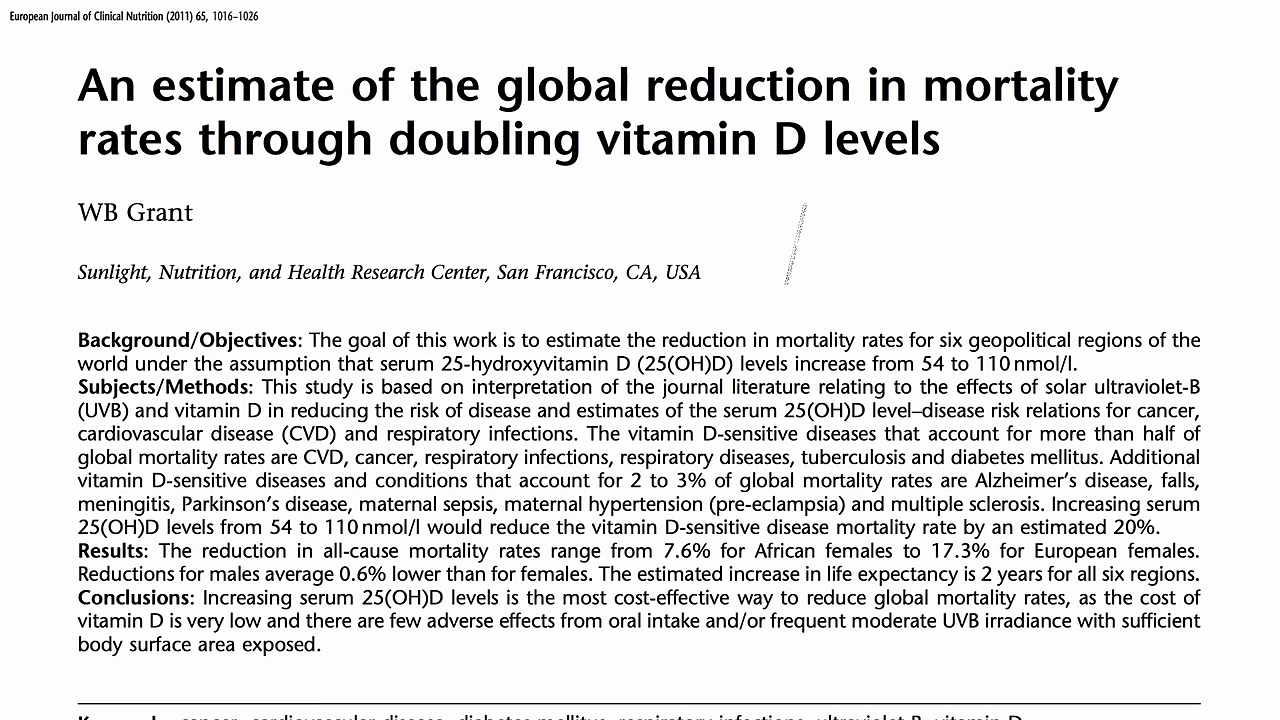 European Journal of Clinical Nutrition (2011) 65, 1016–1026
An estimate of the global reduction in mortality
rates through doubling vitamin D levels
WB Grant
Sunlight, Nutrition, and Health Research Center, San Francisco, CA, USA
Background/Objectives: The goal of this work is to estimate the reduction in mortality rates for six geopolitical regions of the
world under the assumption that serum 25-hydroxyvitamin D (25(OH)D) levels increase from 54 to 110 nmol/l.
Subjects/Methods: This study is based on interpretation of the journal literature relating to the effects of solar ultraviolet-B
(UVB) and vitamin D in reducing the risk of disease and estimates of the serum 25(OH)D level–disease risk relations for cancer,
cardiovascular disease (CVD) and respiratory infections. The vitamin D-sensitive diseases that account for more than half of
global mortality rates are CVD, cancer, respiratory infections, respiratory diseases, tuberculosis and diabetes mellitus. Additional
vitamin D-sensitive diseases and conditions that account for 2 to 3% of global mortality rates are Alzheimer's disease, falls,
meningitis, Parkinson's disease, maternal sepsis, maternal hypertension (pre-eclampsia) and multiple sclerosis. Increasing serum
25(OH)D levels from 54 to 110 nmol/l would reduce the vitamin D-sensitive disease mortality rate by an estimated 20%.
Results: The reduction in all-cause mortality rates range from 7.6% for African females to 17.3% for European females.
Reductions for males average 0.6% lower than for females. The estimated increase in life expectancy is 2 years for all six regions.
Conclusions: Increasing serum 25(OH)D levels is the most cost-effective way to reduce global mortality rates, as the cost of
vitamin D is very low and there are few adverse effects from oral intake and/or frequent moderate UVB irradiance with sufficient
body surface area exposed.
cancer, cardiovascular disease, diabetes mellitus, respiratory infections, ultraviolet-B, vitamin D